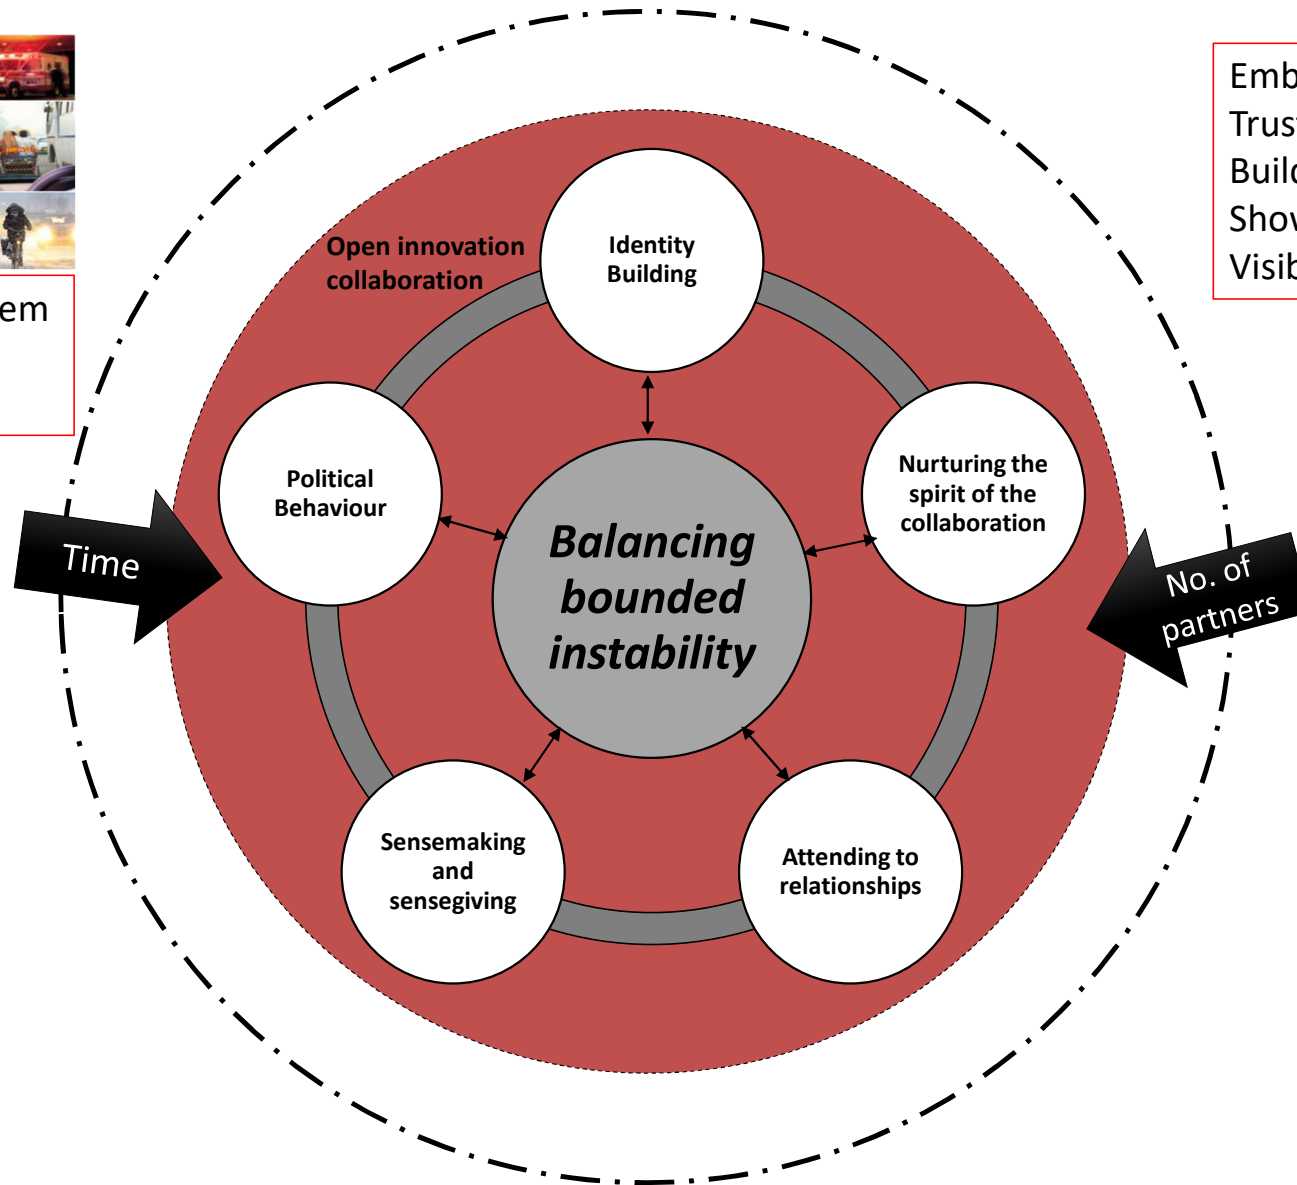 Open innovation
collaboration
Identity
Building
Political
Behaviour
Nurturing the
spirit of the
collaboration
Balancing
bounded
instability
Time
No. of
partners
Sensemaking
and
sensegiving
Attending to
relationships